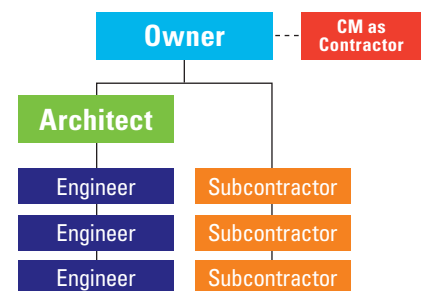 Owner
CM as
Contractor
Architect
Engineer
Subcontractor
Engineer
Subcontractor
Engineer
Subcontractor